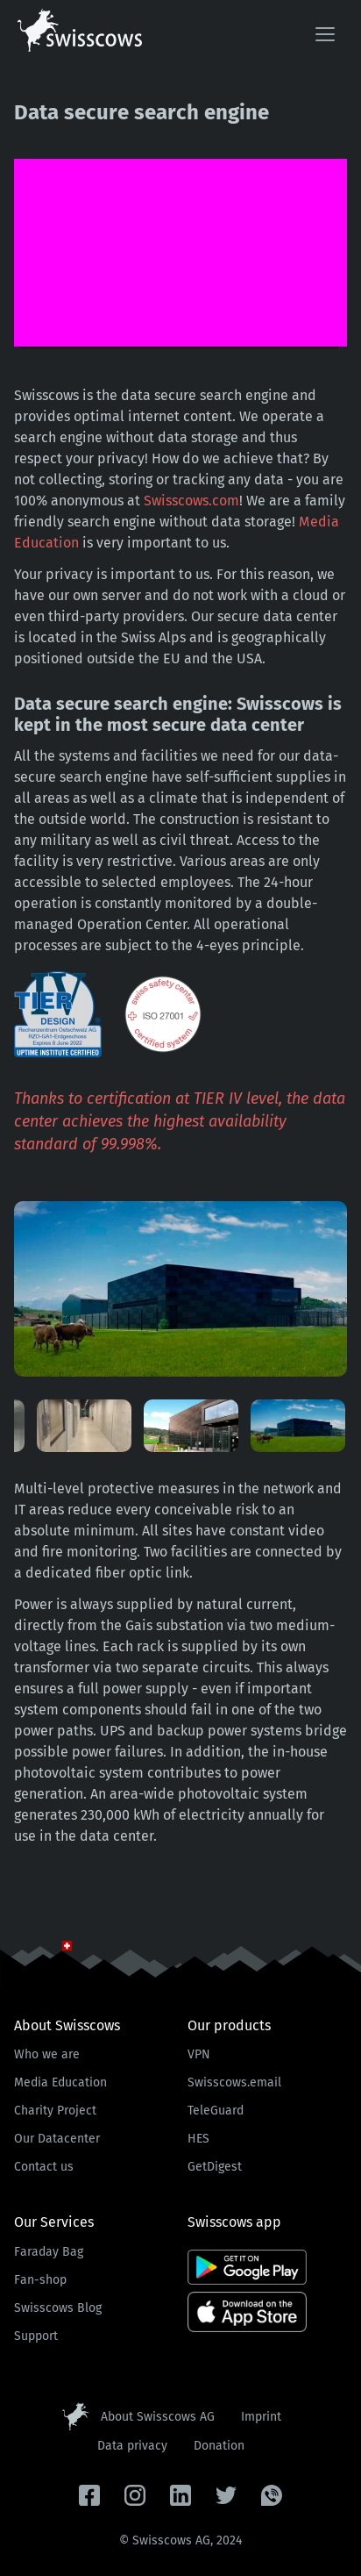 swisscows
Data secure search engine
Swisscows is the data secure search engine and
provides optimal internet content. We operate a
search engine without data storage and thus
respect your privacy! How do we achieve that? By
not collecting, storing or tracking any data - you are
100% anonymous at Swisscows.com! We are a family
friendly search engine without data storage! Media
Education is very important to us.
Your privacy is important to us. For this reason, we
have our own server and do not work with a cloud or
even third-party providers. Our secure data center
is located in the Swiss Alps and is geographically
positioned outside the EU and the USA.
Data secure search engine: Swisscows is
kept in the most secure data center
All the systems and facilities we need for our data-
secure search engine have self-sufficient supplies in
all areas as well as a climate that is independent of
the outside world. The construction is resistant to
any military as well as civil threat. Access to the
facility is very restrictive. Various areas are only
accessible to selected employees. The 24-hour
operation is constantly monitored by a double-
managed Operation Center. All operational
processes are subject to the 4-eyes principle.
IV
TIER
DESIGN
Rechenzentrum Ostschweiz AG
RZO-GA1-Erdgeschoss
Expires 8 June 2022
UPTIME INSTITUTE CERTIFIED
swiss safety center
ISO 27001
certified system
Thanks to certification at TIER IV level, the data
center achieves the highest availability
standard of 99.998%.
Multi-level protective measures in the network and
IT areas reduce every conceivable risk to an
absolute minimum. All sites have constant video
and fire monitoring. Two facilities are connected by
a dedicated fiber optic link.
Power is always supplied by natural current,
directly from the Gais substation via two medium-
voltage lines. Each rack is supplied by its own
transformer via two separate circuits. This always
ensures a full power supply - even if important
system components should fail in one of the two
power paths. UPS and backup power systems bridge
possible power failures. In addition, the in-house
photovoltaic system contributes to power
generation. An area-wide photovoltaic system
generates 230,000 kWh of electricity annually for
use in the data center.
About Swisscows
Who we are
Media Education
Charity Project
Our Datacenter
Contact us
Our products
VPN
Swisscows.email
TeleGuard
HES
GetDigest
Our Services
Faraday Bag
Fan-shop
Swisscows Blog
Support
Swisscows app
GET IT ON
Google Play
Download on the
App Store
About Swisscows AG
Imprint
Data privacy
Donation
© Swisscows AG, 2024